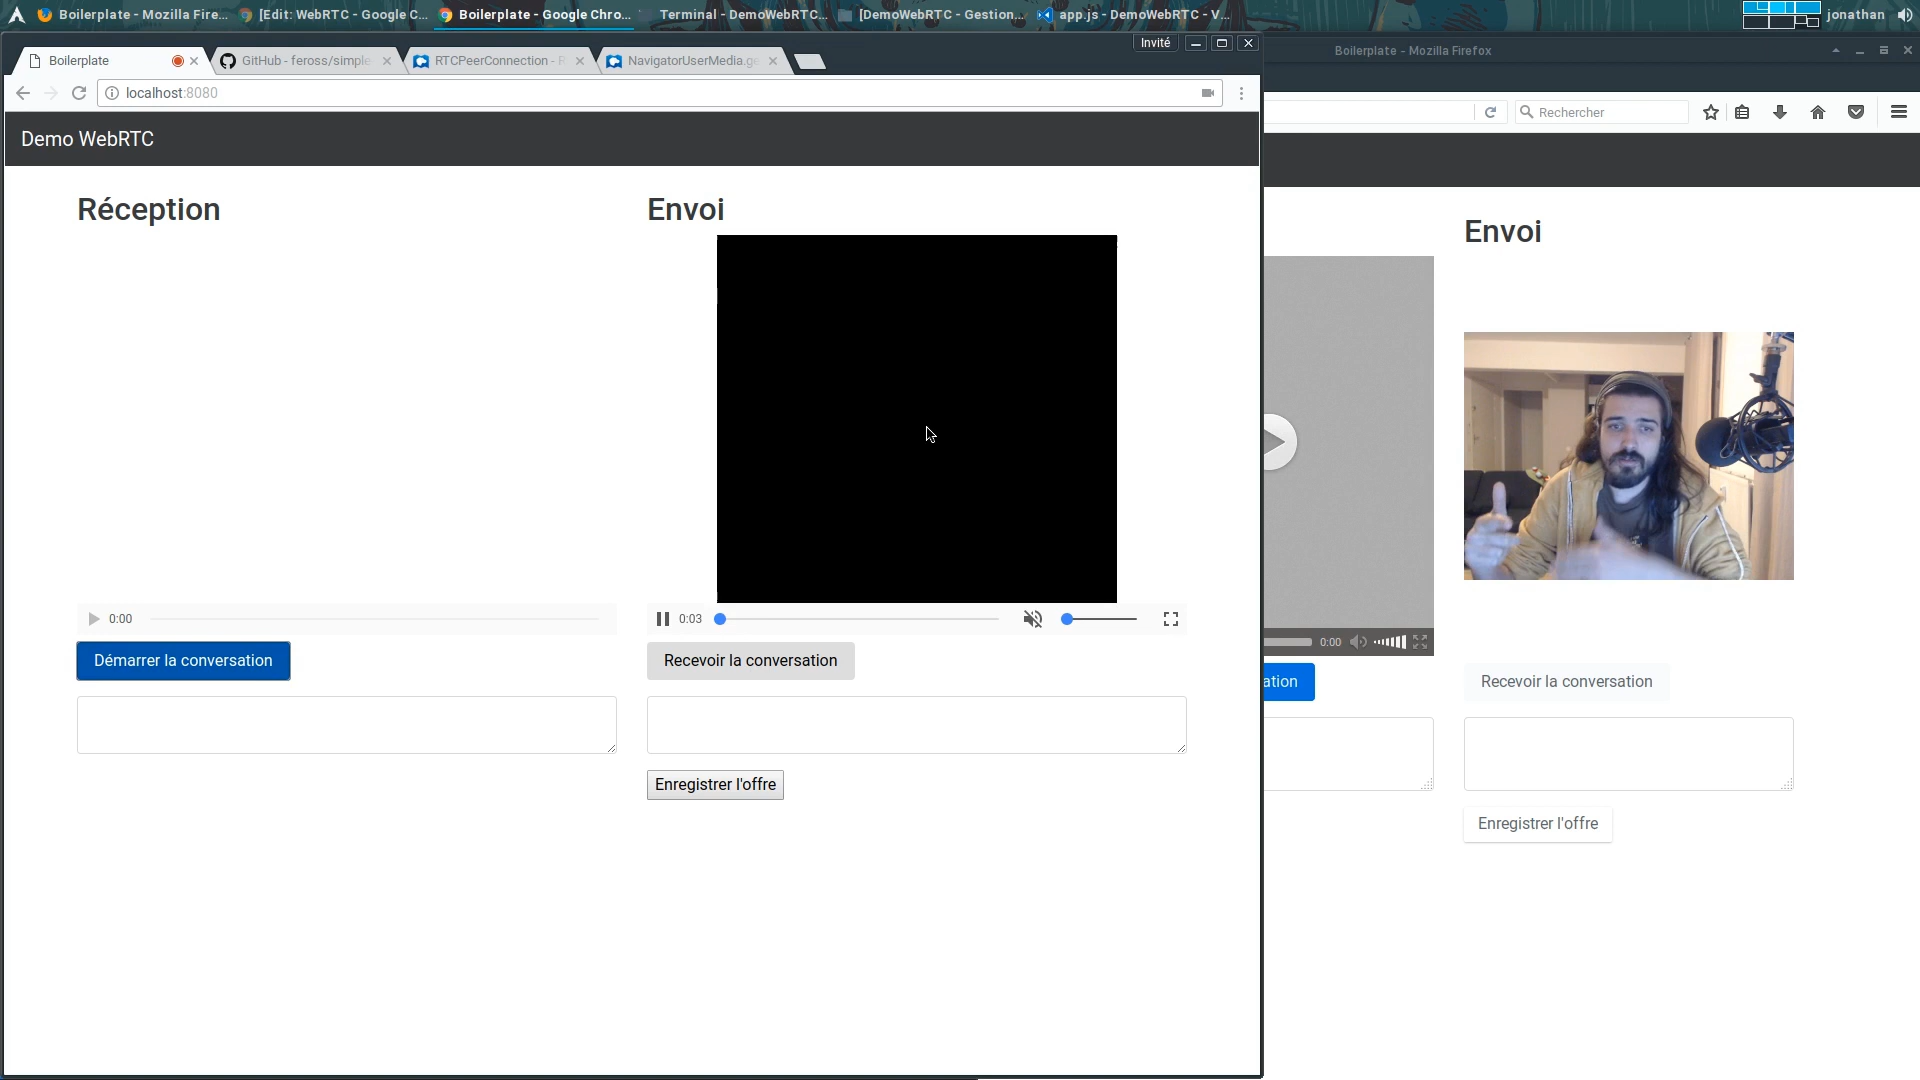 Boilerplate - Mozilla Fire...
[Edit: WebRTC - Google C...
Boilerplate - Google Chro...
Terminal - DemoWebRTC...
[DemoWebRTC - Gestion...
app.js - DemoWebRTC - V...
jonathan
Invité
Boilerplate - Mozilla Firefox
Boilerplate
GitHub - feross/simple
RTCPeerConnection - R
NavigatorUserMedia.ge
localhost:8080
Rechercher
Demo WebRTC
Réception
Envoi
Envoi
0:00
0:03
0:00
Démarrer la conversation
Recevoir la conversation
ation
Recevoir la conversation
Enregistrer l'offre
Enregistrer l'offre